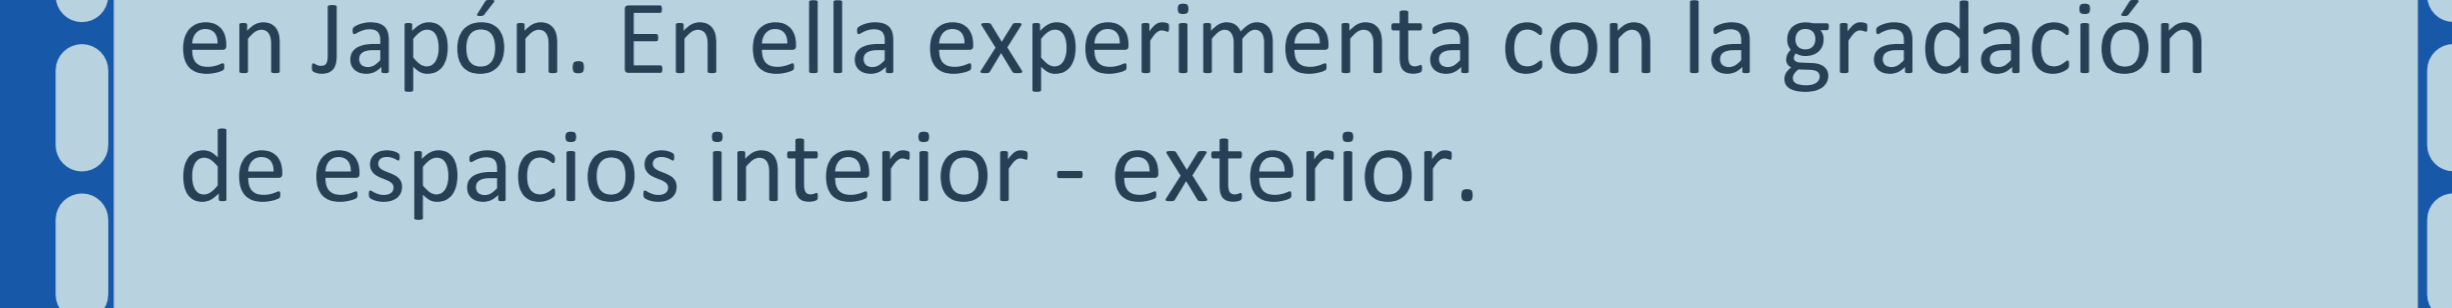 en Japón. En ella experimenta con la gradación
de espacios interior - exterior.